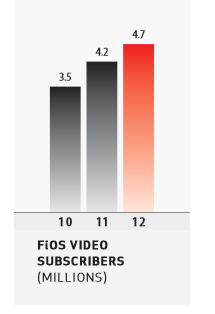 4.7
4.2
3.5
10 11 12
FiOS VIDEO
SUBSCRIBERS
(MILLIONS)